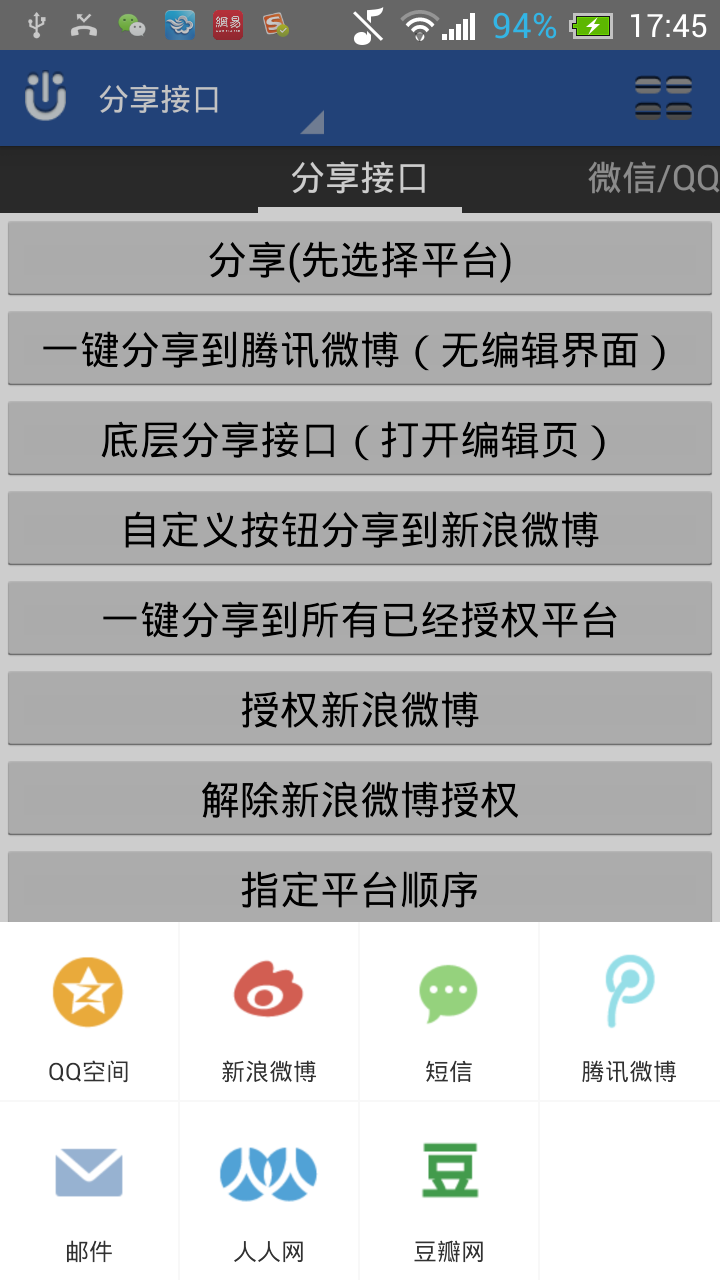 網易
94% 17:45
分享接口
分享接口 微信/QQ
分享(先选择平台)
一键分享到腾讯微博（无编辑界面）
底层分享接口（打开编辑页）
自定义按钮分享到新浪微博
一键分享到所有已经授权平台
授权新浪微博
解除新浪微博授权
指定平台顺序
QQ空间 新浪微博 短信 腾讯微博
豆
邮件 人人网 豆瓣网